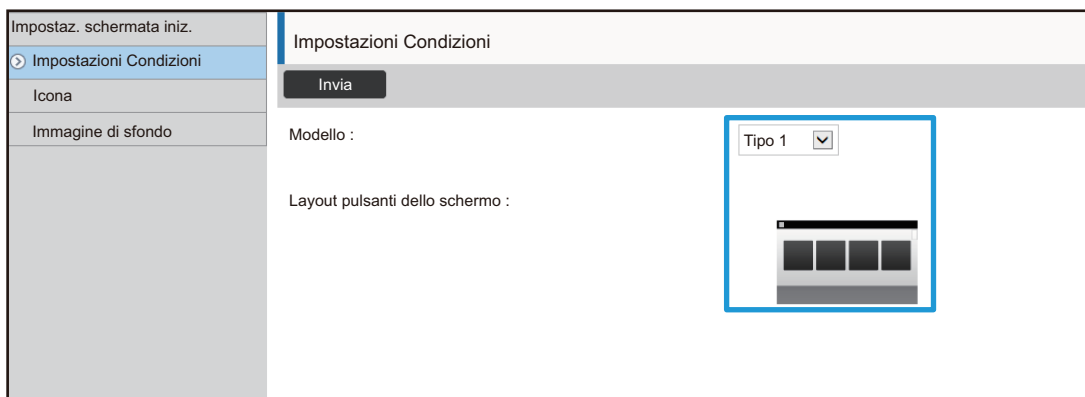 Impostaz. schermata iniz.
Impostazioni Condizioni
Icona
Immagine di sfondo
Impostazioni Condizioni
Invia
Modello :
Tipo 1
Layout pulsanti dello schermo :